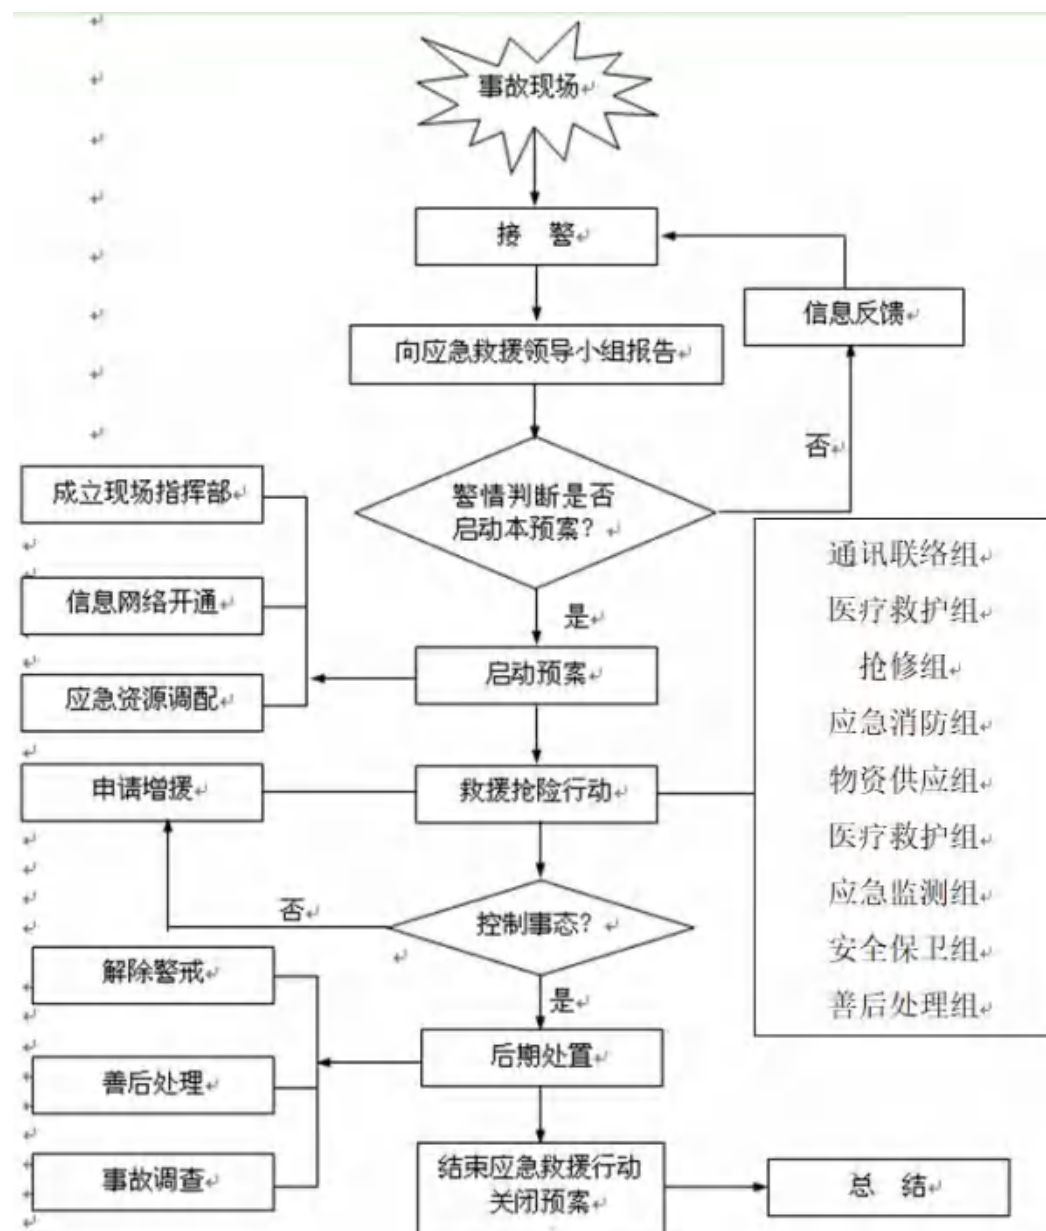 事故现场
接 警
信息反馈
向应急救援领导小组报告
否
成立现场指挥部
警情判断是否
启动本预案？
通讯联络组
信息网络开通
医疗救护组
是
抢修组
启动预案
应急资源调配
应急消防组
申请增援
救援抢险行动
物资供应组
医疗救护组
应急监测组
否
控制事态？
安全保卫组
解除警戒
是
善后处理组
后期处置
善后处理
事故调查
结束应急救援行动
关闭预案
总 结